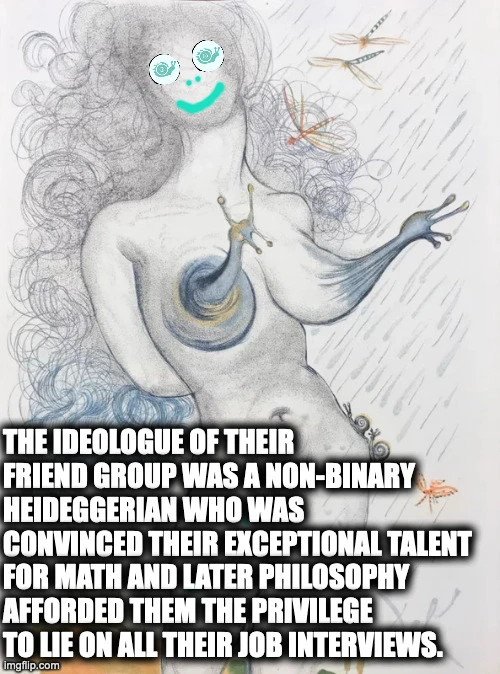 THE IDEOLOGUE OF THEIR
FRIEND GROUP WAS A NON-BINARY
HEIDEGGERIAN WHO WAS
CONVINCED THEIR EXCEPTIONAL TALENT
FOR MATH AND LATER PHILOSOPHY
AFFORDED THEM THE PRIVILEGE
TO LIE ON ALL THEIR JOB INTERVIEWS.
imgflip.com